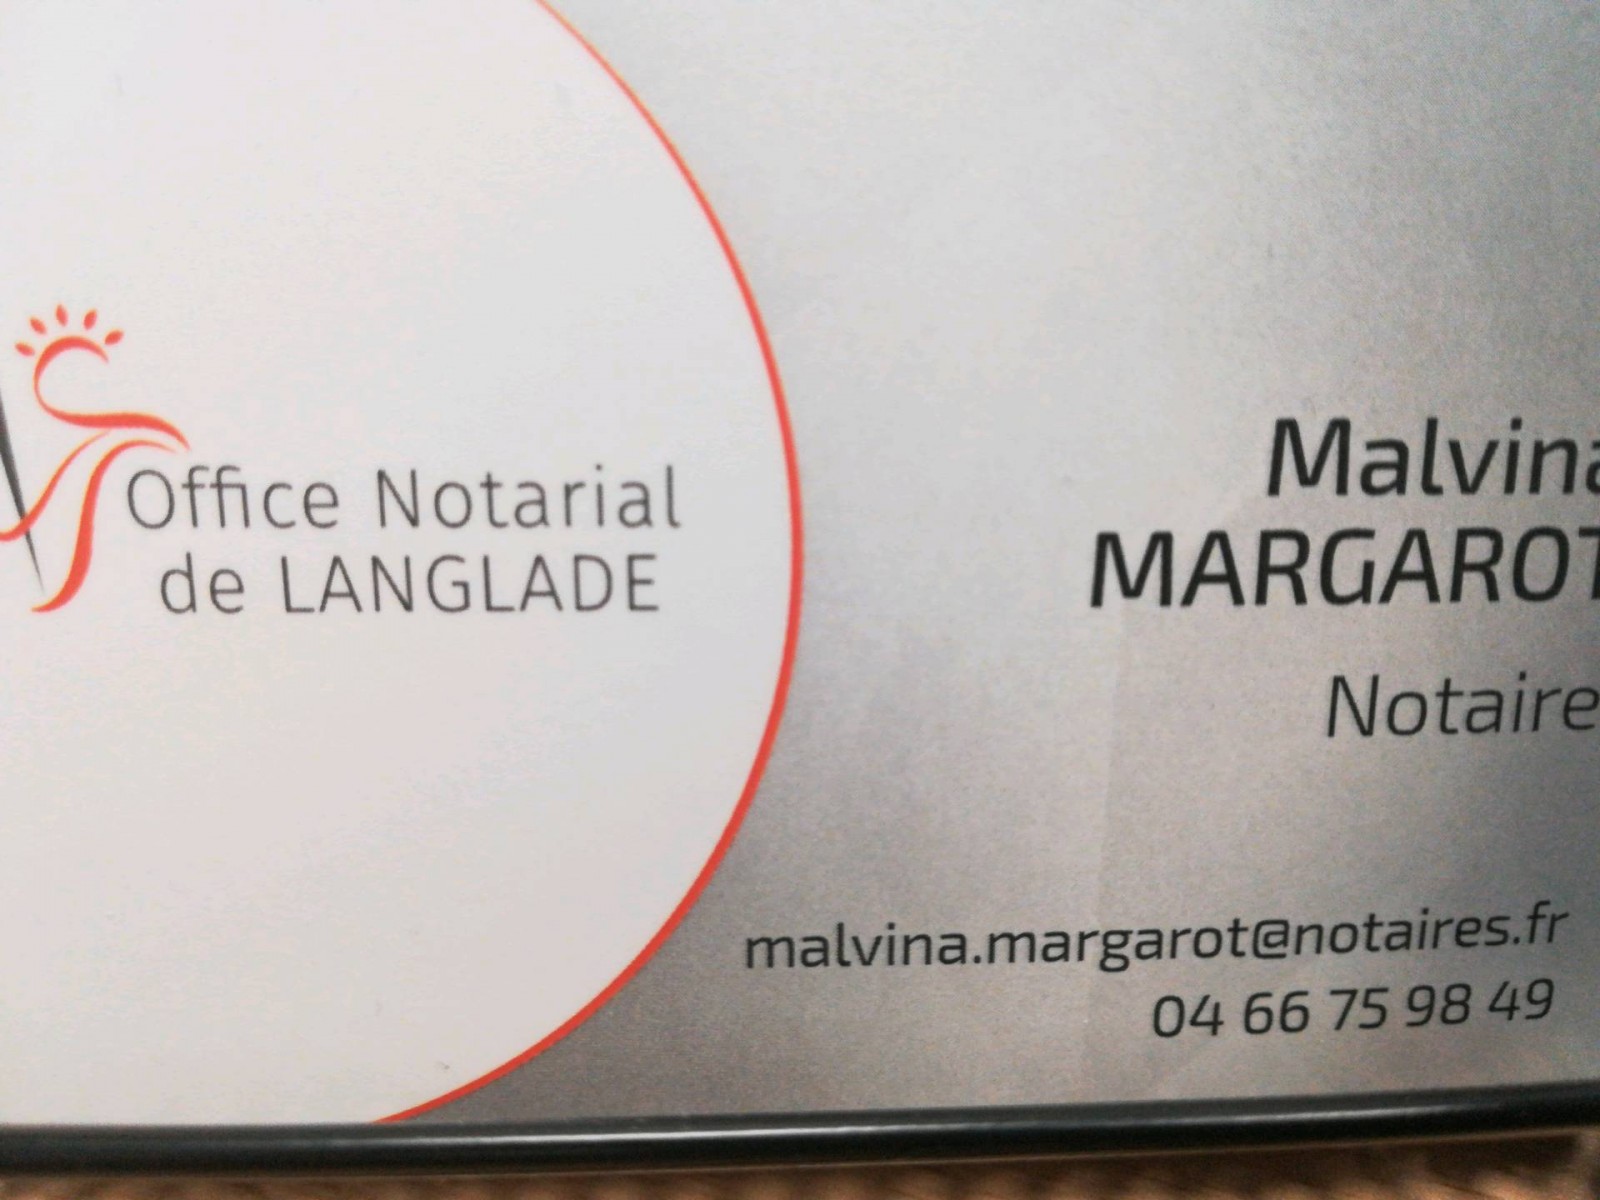 Office Notarial
de LANGLADE
Malvina
MARGAROT
Notaire
malvina.margarot@notaires.fr
04 66 75 98 49